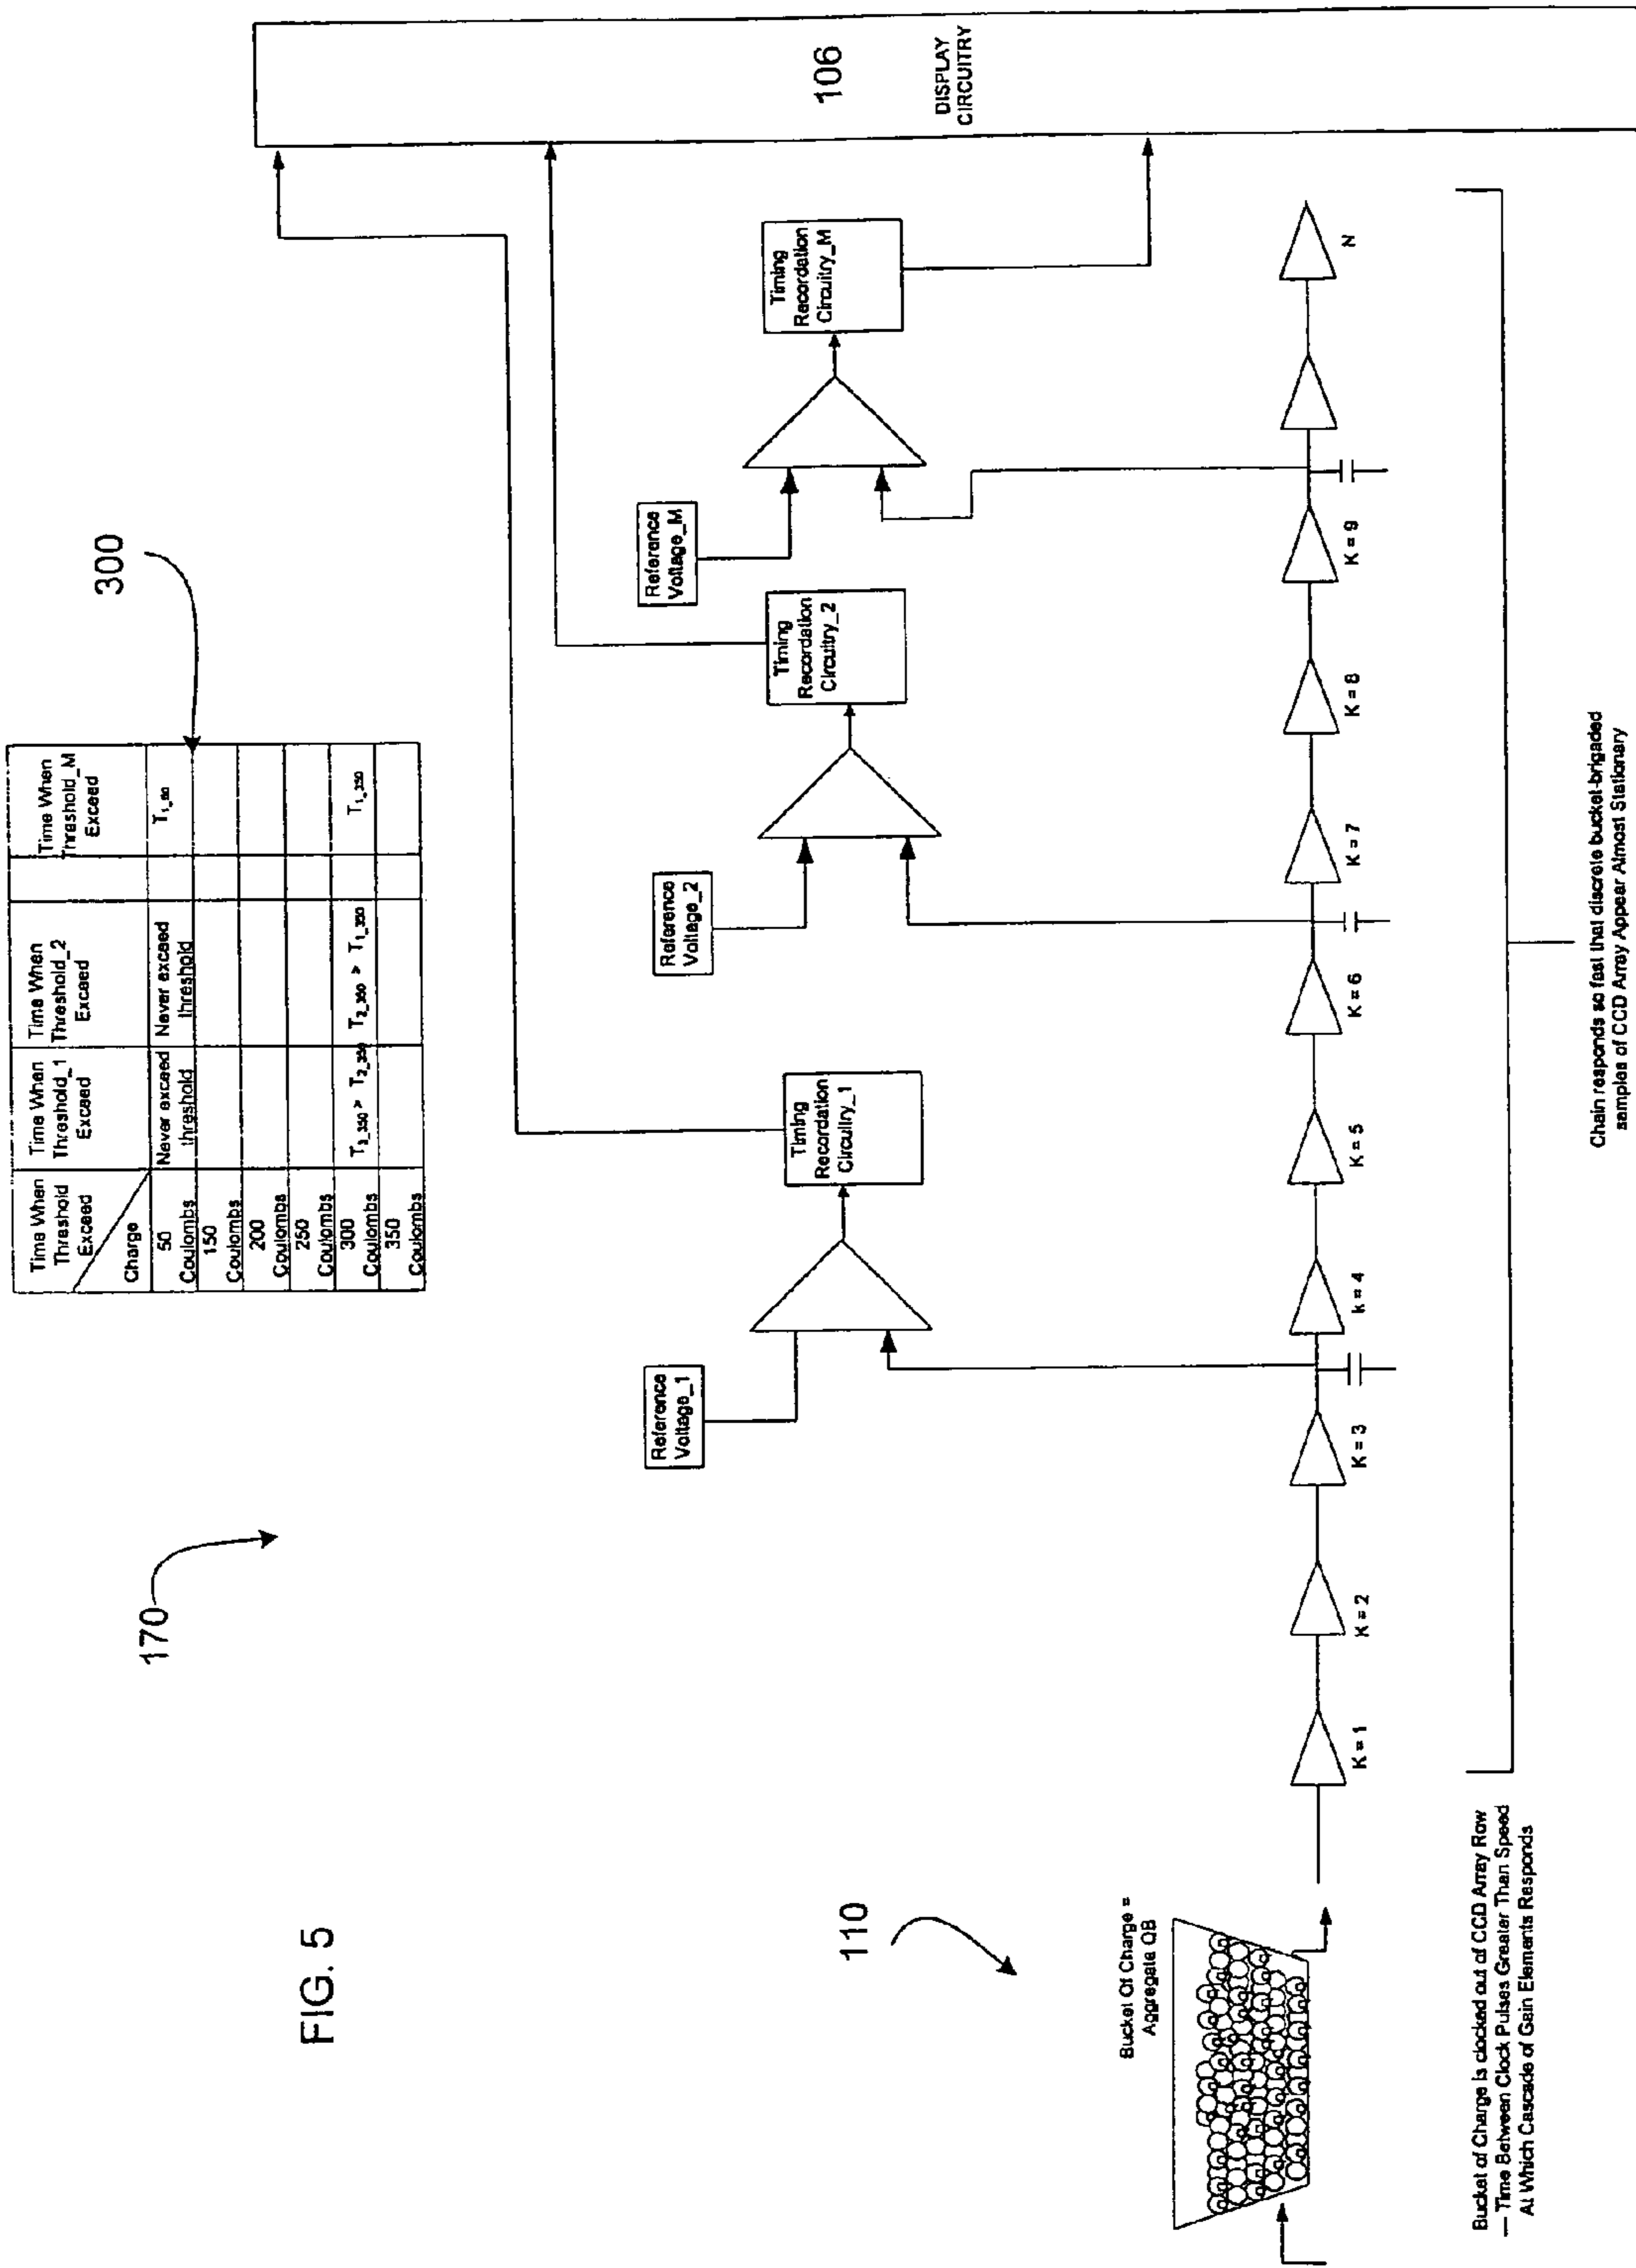 FIG. 5
170
300
Time When
Threshold
Exceed
Charge
Time When
Threshold_1
Exceed
Time When
Threshold_2
Exceed
Time When
Threshold_M
Exceed
50
Coulombs
Never exceed
threshold
Never exceed
threshold
150
Coulombs
200
Coulombs
250
Coulombs
300
Coulombs
350
Coulombs
106
DISPLAY
CIRCUITRY
Reference
Voltage_1
Timing
Recordation
Circuitry_1
Reference
Voltage_2
Timing
Recordation
Circuitry_2
Reference
Voltage_M
Timing
Recordation
Circuitry_M
110
Bucket Of Charge =
Aggregate QB
K = 1
K = 2
K = 3
k = 4
K = 5
K = 6
K = 7
K = 8
K = 9
N
Bucket of Charge is clocked out of CCD Array Row
— Time Between Clock Pulses Greater Than Speed
At Which Cascade of Gain Elements Responds
Chain responds so fast that discrete bucket-brigaded
samples of CCD Array Appear Almost Stationary